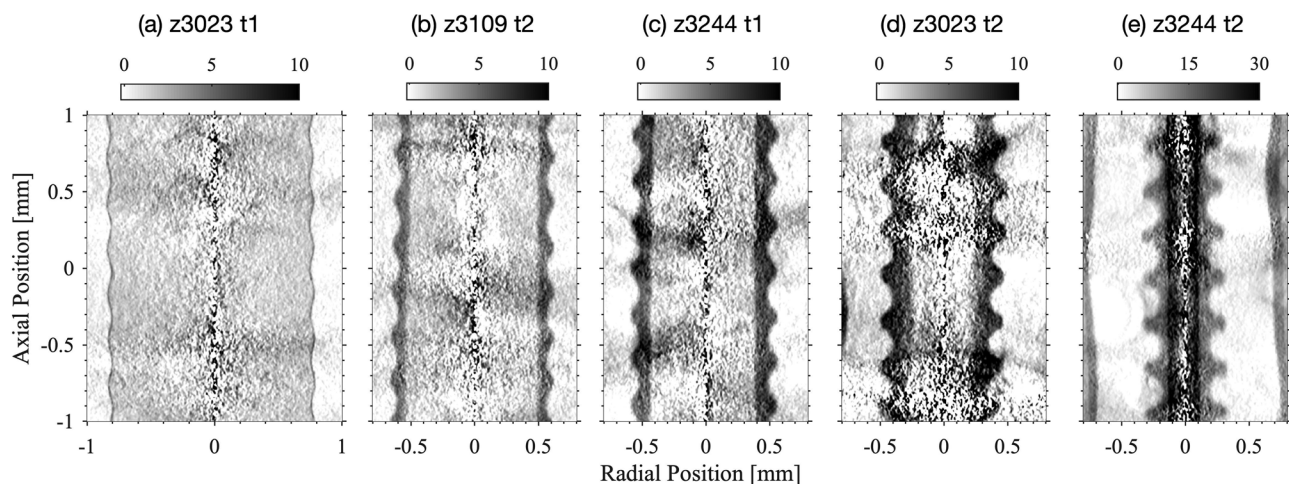 (a) z3023 t1 (b) z3109 t2 (c) z3244 t1 (d) z3023 t2 (e) z3244 t2
0 5 10 0 5 10 0 5 10 0 5 10 0 15 30
1
0.5
0
-0.5
-1
Axial Position [mm]
-1 0 1 -0.5 0 0.5 -0.5 0 0.5 -0.5 0 0.5 -0.5 0 0.5
Radial Position [mm]